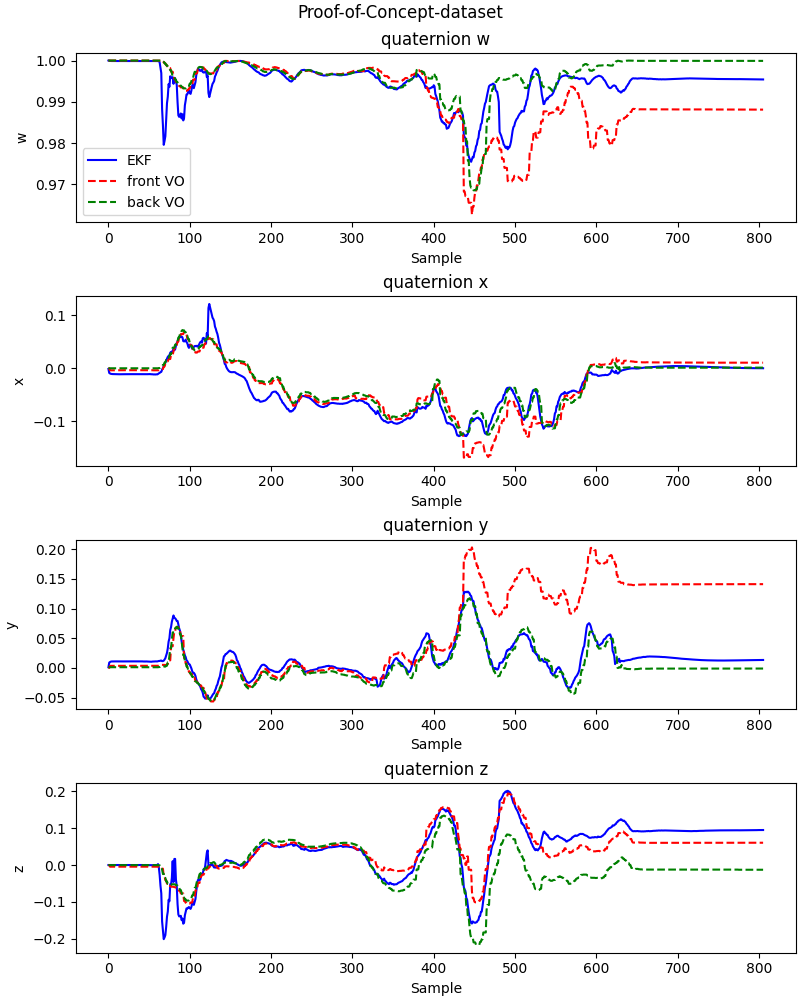 Proof-of-Concept-dataset
quaternion w
1.00
0.99
0.98
0.97
w
EKF
front VO
back VO
0 100 200 300 400 500 600 700 800
Sample
quaternion x
0.1
0.0
−0.1
x
0 100 200 300 400 500 600 700 800
Sample
quaternion y
0.20
0.15
0.10
0.05
0.00
−0.05
y
0 100 200 300 400 500 600 700 800
Sample
quaternion z
0.2
0.1
0.0
−0.1
−0.2
z
0 100 200 300 400 500 600 700 800
Sample